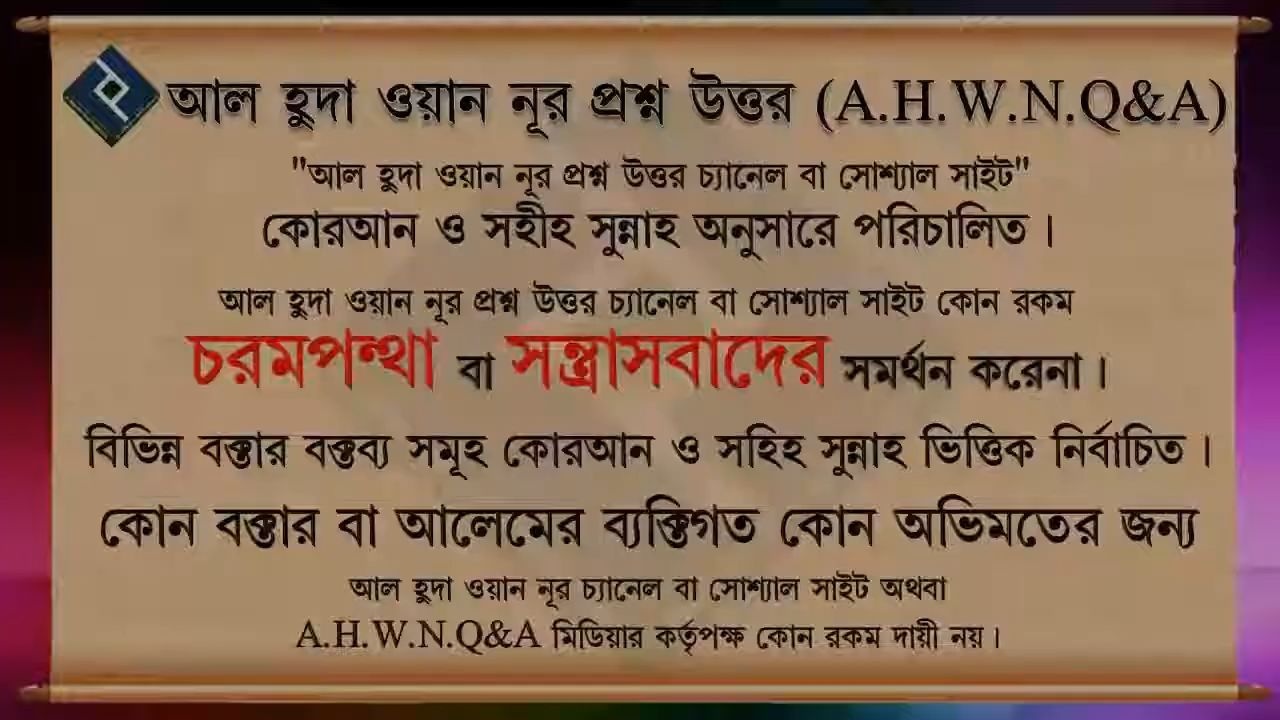 আল হুদা ওয়ান নূর প্রশ্ন উত্তর (A.H.W.N.Q&A)
"আল হুদা ওয়ান নূর প্রশ্ন উত্তর চ্যানেল বা সোশ্যাল সাইট"
কোরআন ও সহীহ সুন্নাহ অনুসারে পরিচালিত।
আল হুদা ওয়ান নূর প্রশ্ন উত্তর চ্যানেল বা সোশ্যাল সাইট কোন রকম
চরমপন্থা বা সন্ত্রাসবাদের সমর্থন করেনা।
বিভিন্ন বক্তার বক্তব্য সমূহ কোরআন ও সহিহ সুন্নাহ ভিত্তিক নির্বাচিত।
কোন বক্তার বা আলেমের ব্যক্তিগত কোন অভিমতের জন্য
আল হুদা ওয়ান নূর চ্যানেল বা সোশ্যাল সাইট অথবা
A.H.W.N.Q&A মিডিয়ার কর্তৃপক্ষ কোন রকম দায়ী নয়।